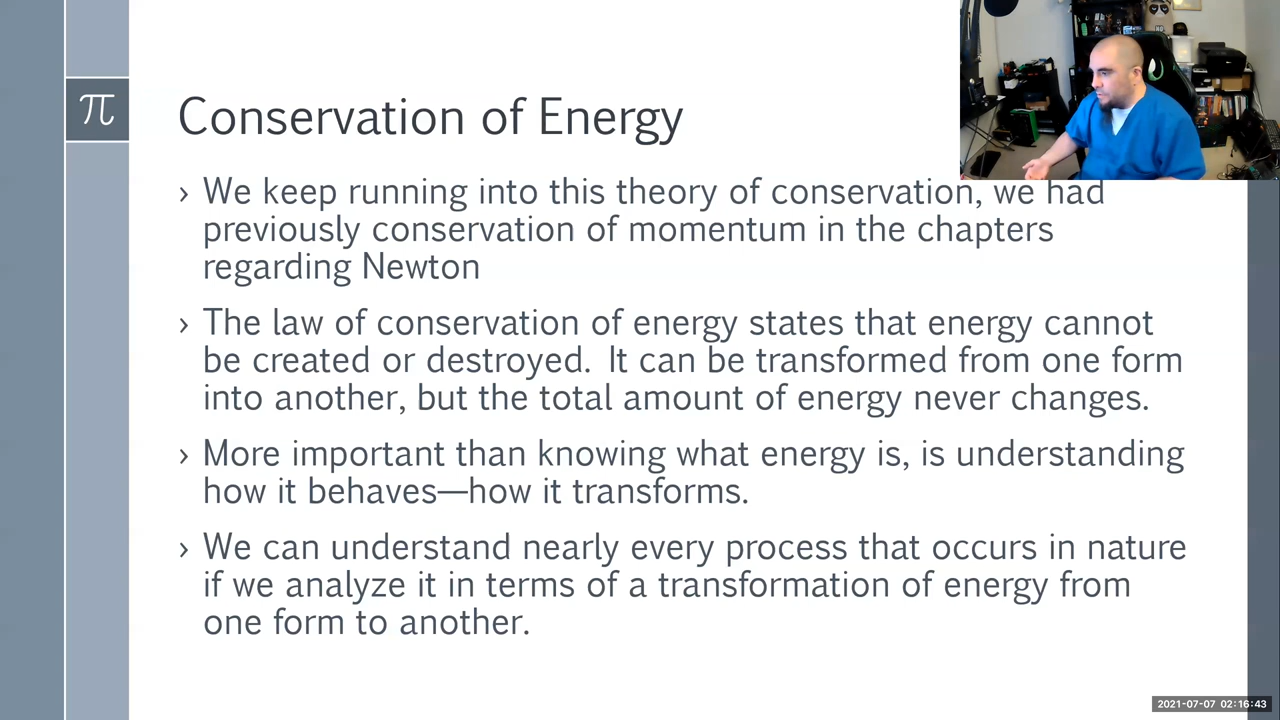 π
Conservation of Energy
› We keep running into this theory of conservation, we had
previously conservation of momentum in the chapters
regarding Newton
› The law of conservation of energy states that energy cannot
be created or destroyed.  It can be transformed from one form
into another, but the total amount of energy never changes.
› More important than knowing what energy is, is understanding
how it behaves—how it transforms.
› We can understand nearly every process that occurs in nature
if we analyze it in terms of a transformation of energy from
one form to another.
2021-07-07 02:16:43